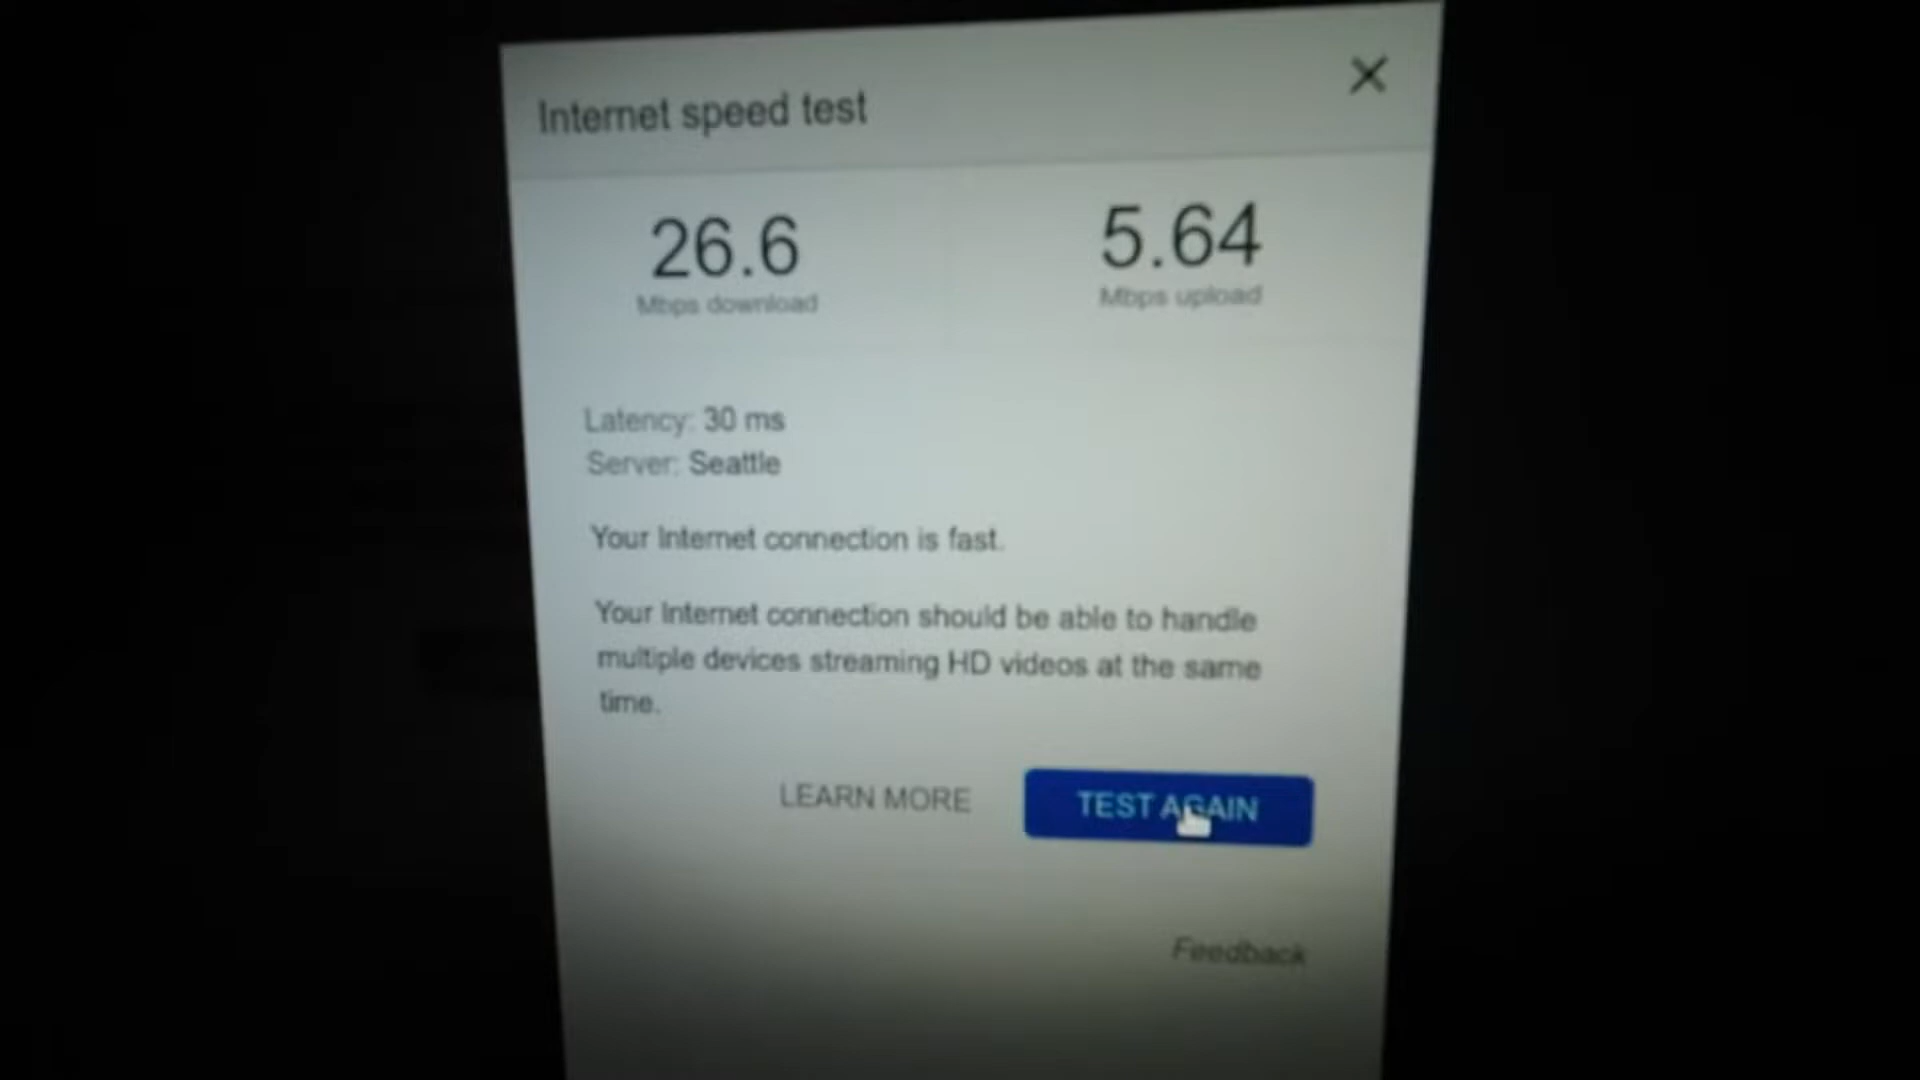 Internet speed test
26.6 5.64
Mbps download Mbps upload
Latency: 30 ms
Server: Seattle
Your Internet connection is fast.
Your Internet connection should be able to handle
multiple devices streaming HD videos at the same
time.
LEARN MORE TEST AGAIN
Feedback